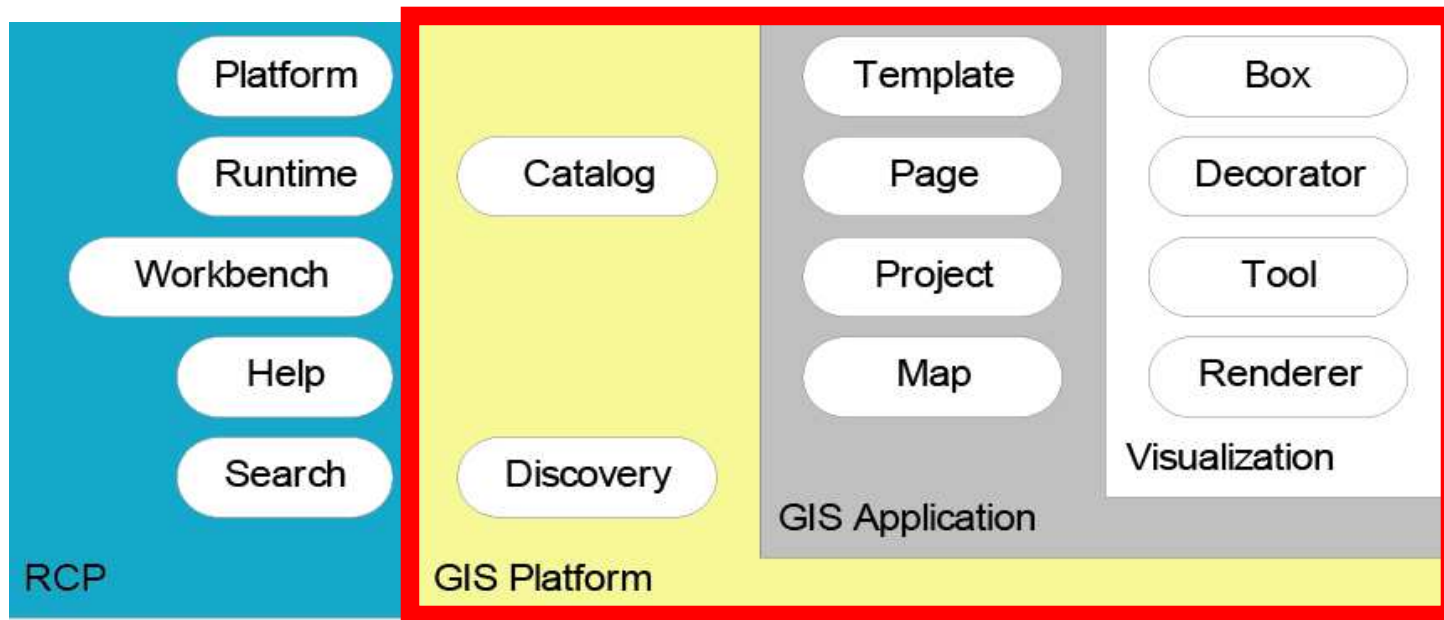 Platform
Runtime
Workbench
Help
Search
RCP
Catalog
Discovery
GIS Platform
Template
Page
Project
Map
GIS Application
Box
Decorator
Tool
Renderer
Visualization